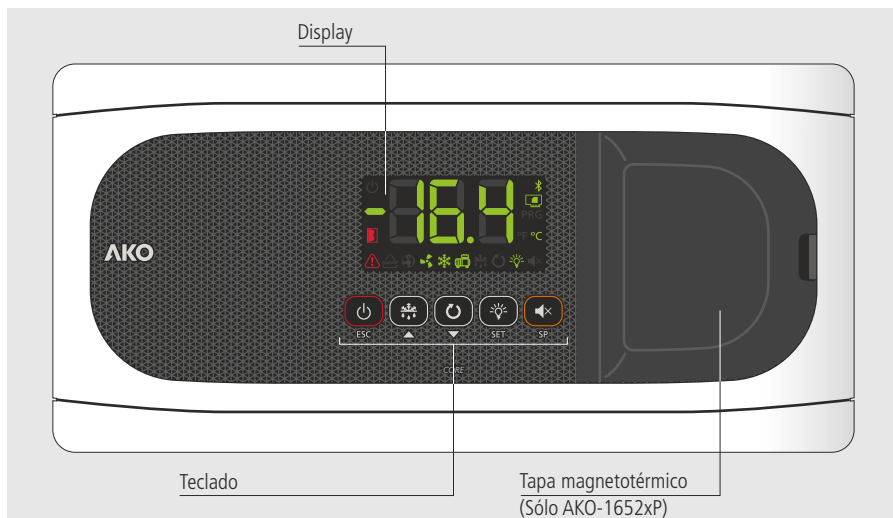 Display
-16.4
PRG
°F °C
AKO
ESC
SET
SP
CORE
Teclado
Tapa magnetotérmico
(Sólo AKO-1652xP)